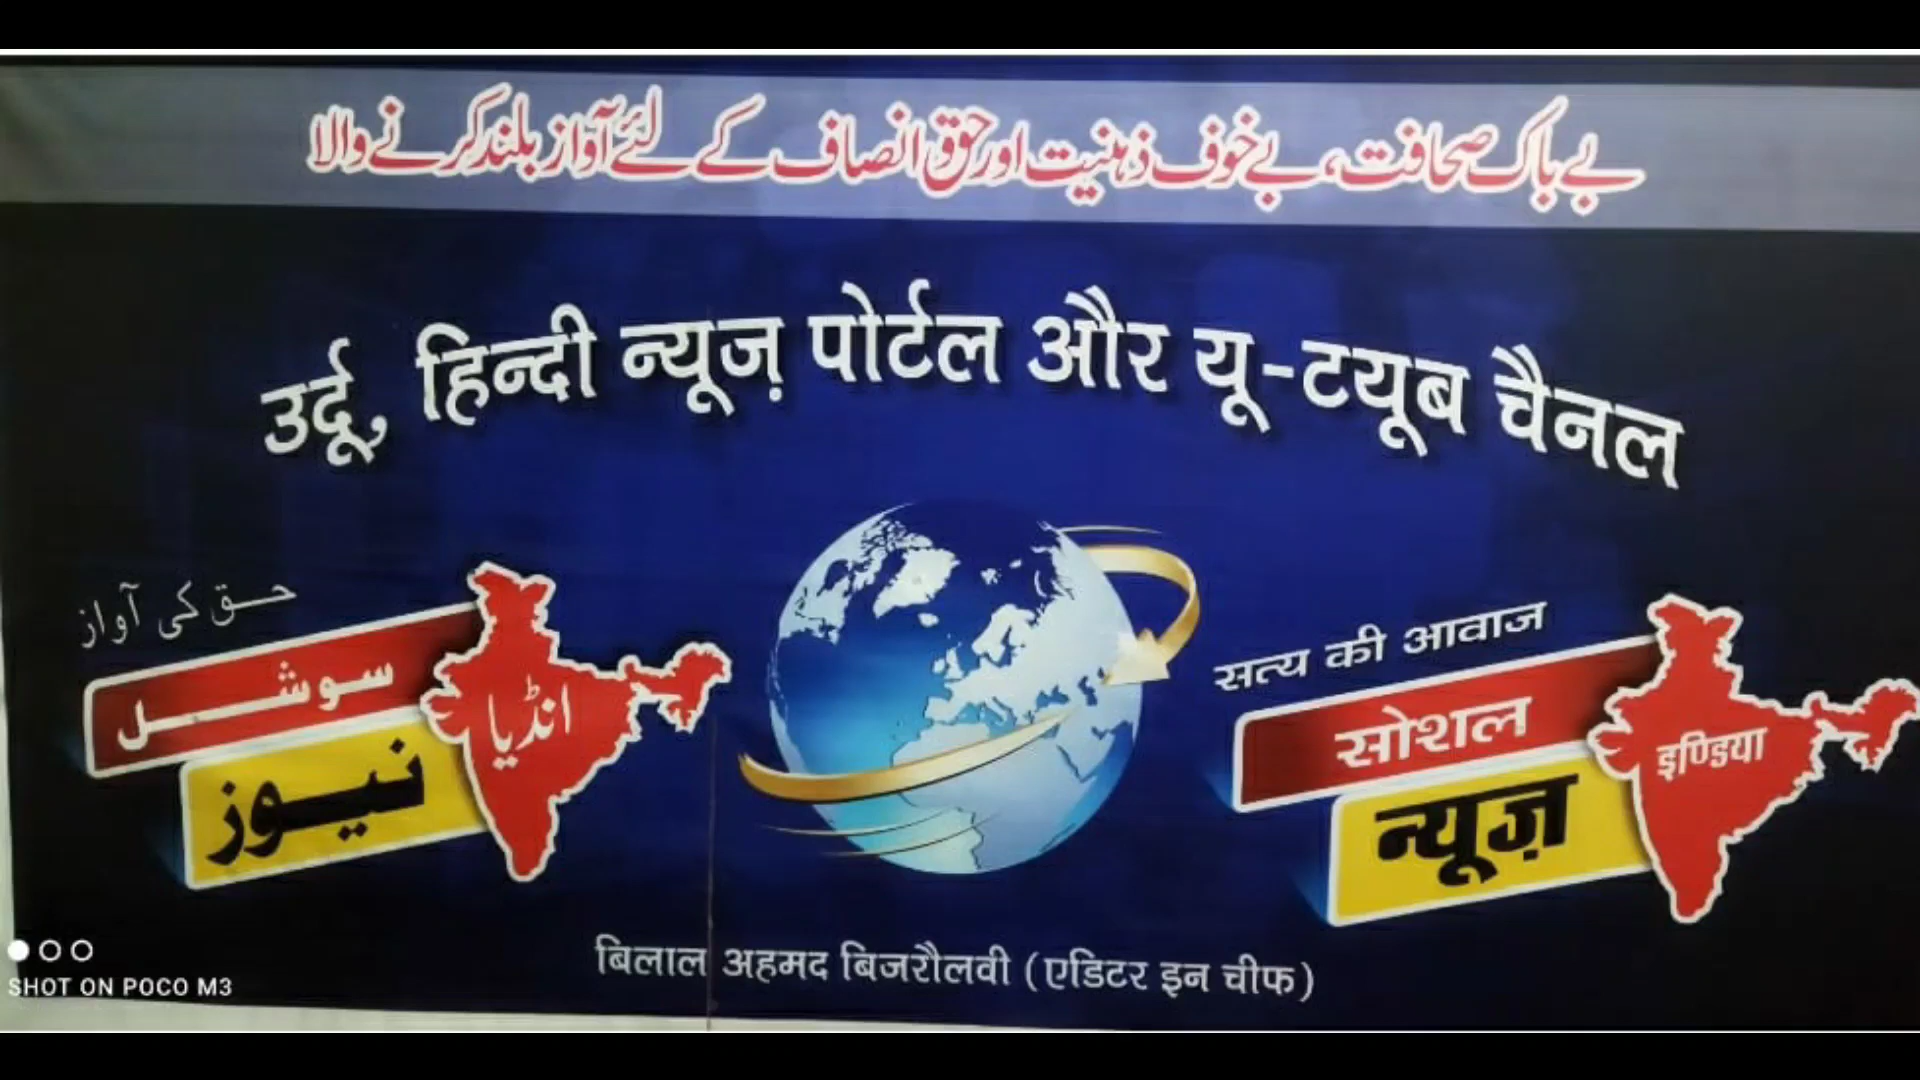 بے باک صحافت، بے خوف ذہنیت اور حق و انصاف کے لئے آواز بلند کرنے والا
उर्दू, हिन्दी न्यूज़ पोर्टल और यू-टयूब चैनल
حق کی آواز
سوشل
انڈیا
نیوز
सत्य की आवाज
सोशल
इण्डिया
न्यूज़
बिलाल अहमद बिजरौलवी (एडिटर इन चीफ)
SHOT ON POCO M3